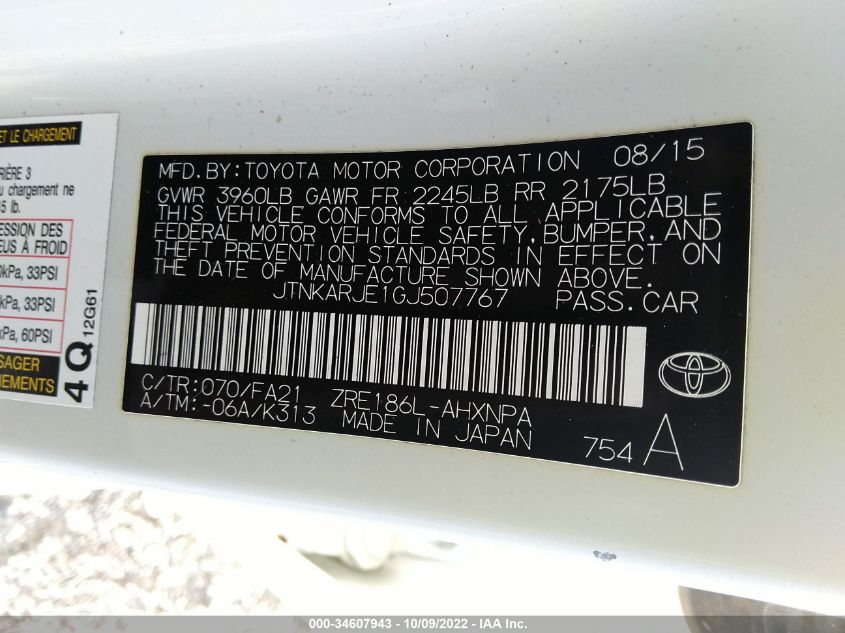 ET LE CHARGEMENT
RIÈRE 3
u chargement ne
5 lb.
ESSION DES
EUS À FROID
kPa, 33PSI
kPa, 33PSI
kPa, 60PSI
SAGER
NEMENTS
4Q 12G61
MFD.BY:TOYOTA MOTOR CORPORATION 08/15
GVWR 3960LB GAWR FR 2245LB RR 2175LB
THIS VEHICLE CONFORMS TO ALL APPLICABLE
FEDERAL MOTOR VEHICLE SAFETY,BUMPER,AND
THEFT PREVENTION STANDARDS IN EFFECT ON
THE DATE OF MANUFACTURE SHOWN ABOVE.
JTNKARJE1GJ507767 PASS.CAR
C/TR:070/FA21 ZRE186L-AHXNPA
A/TM:-06A/K313 MADE IN JAPAN
754 A
000-34607943 - 10/09/2022 - IAA Inc.